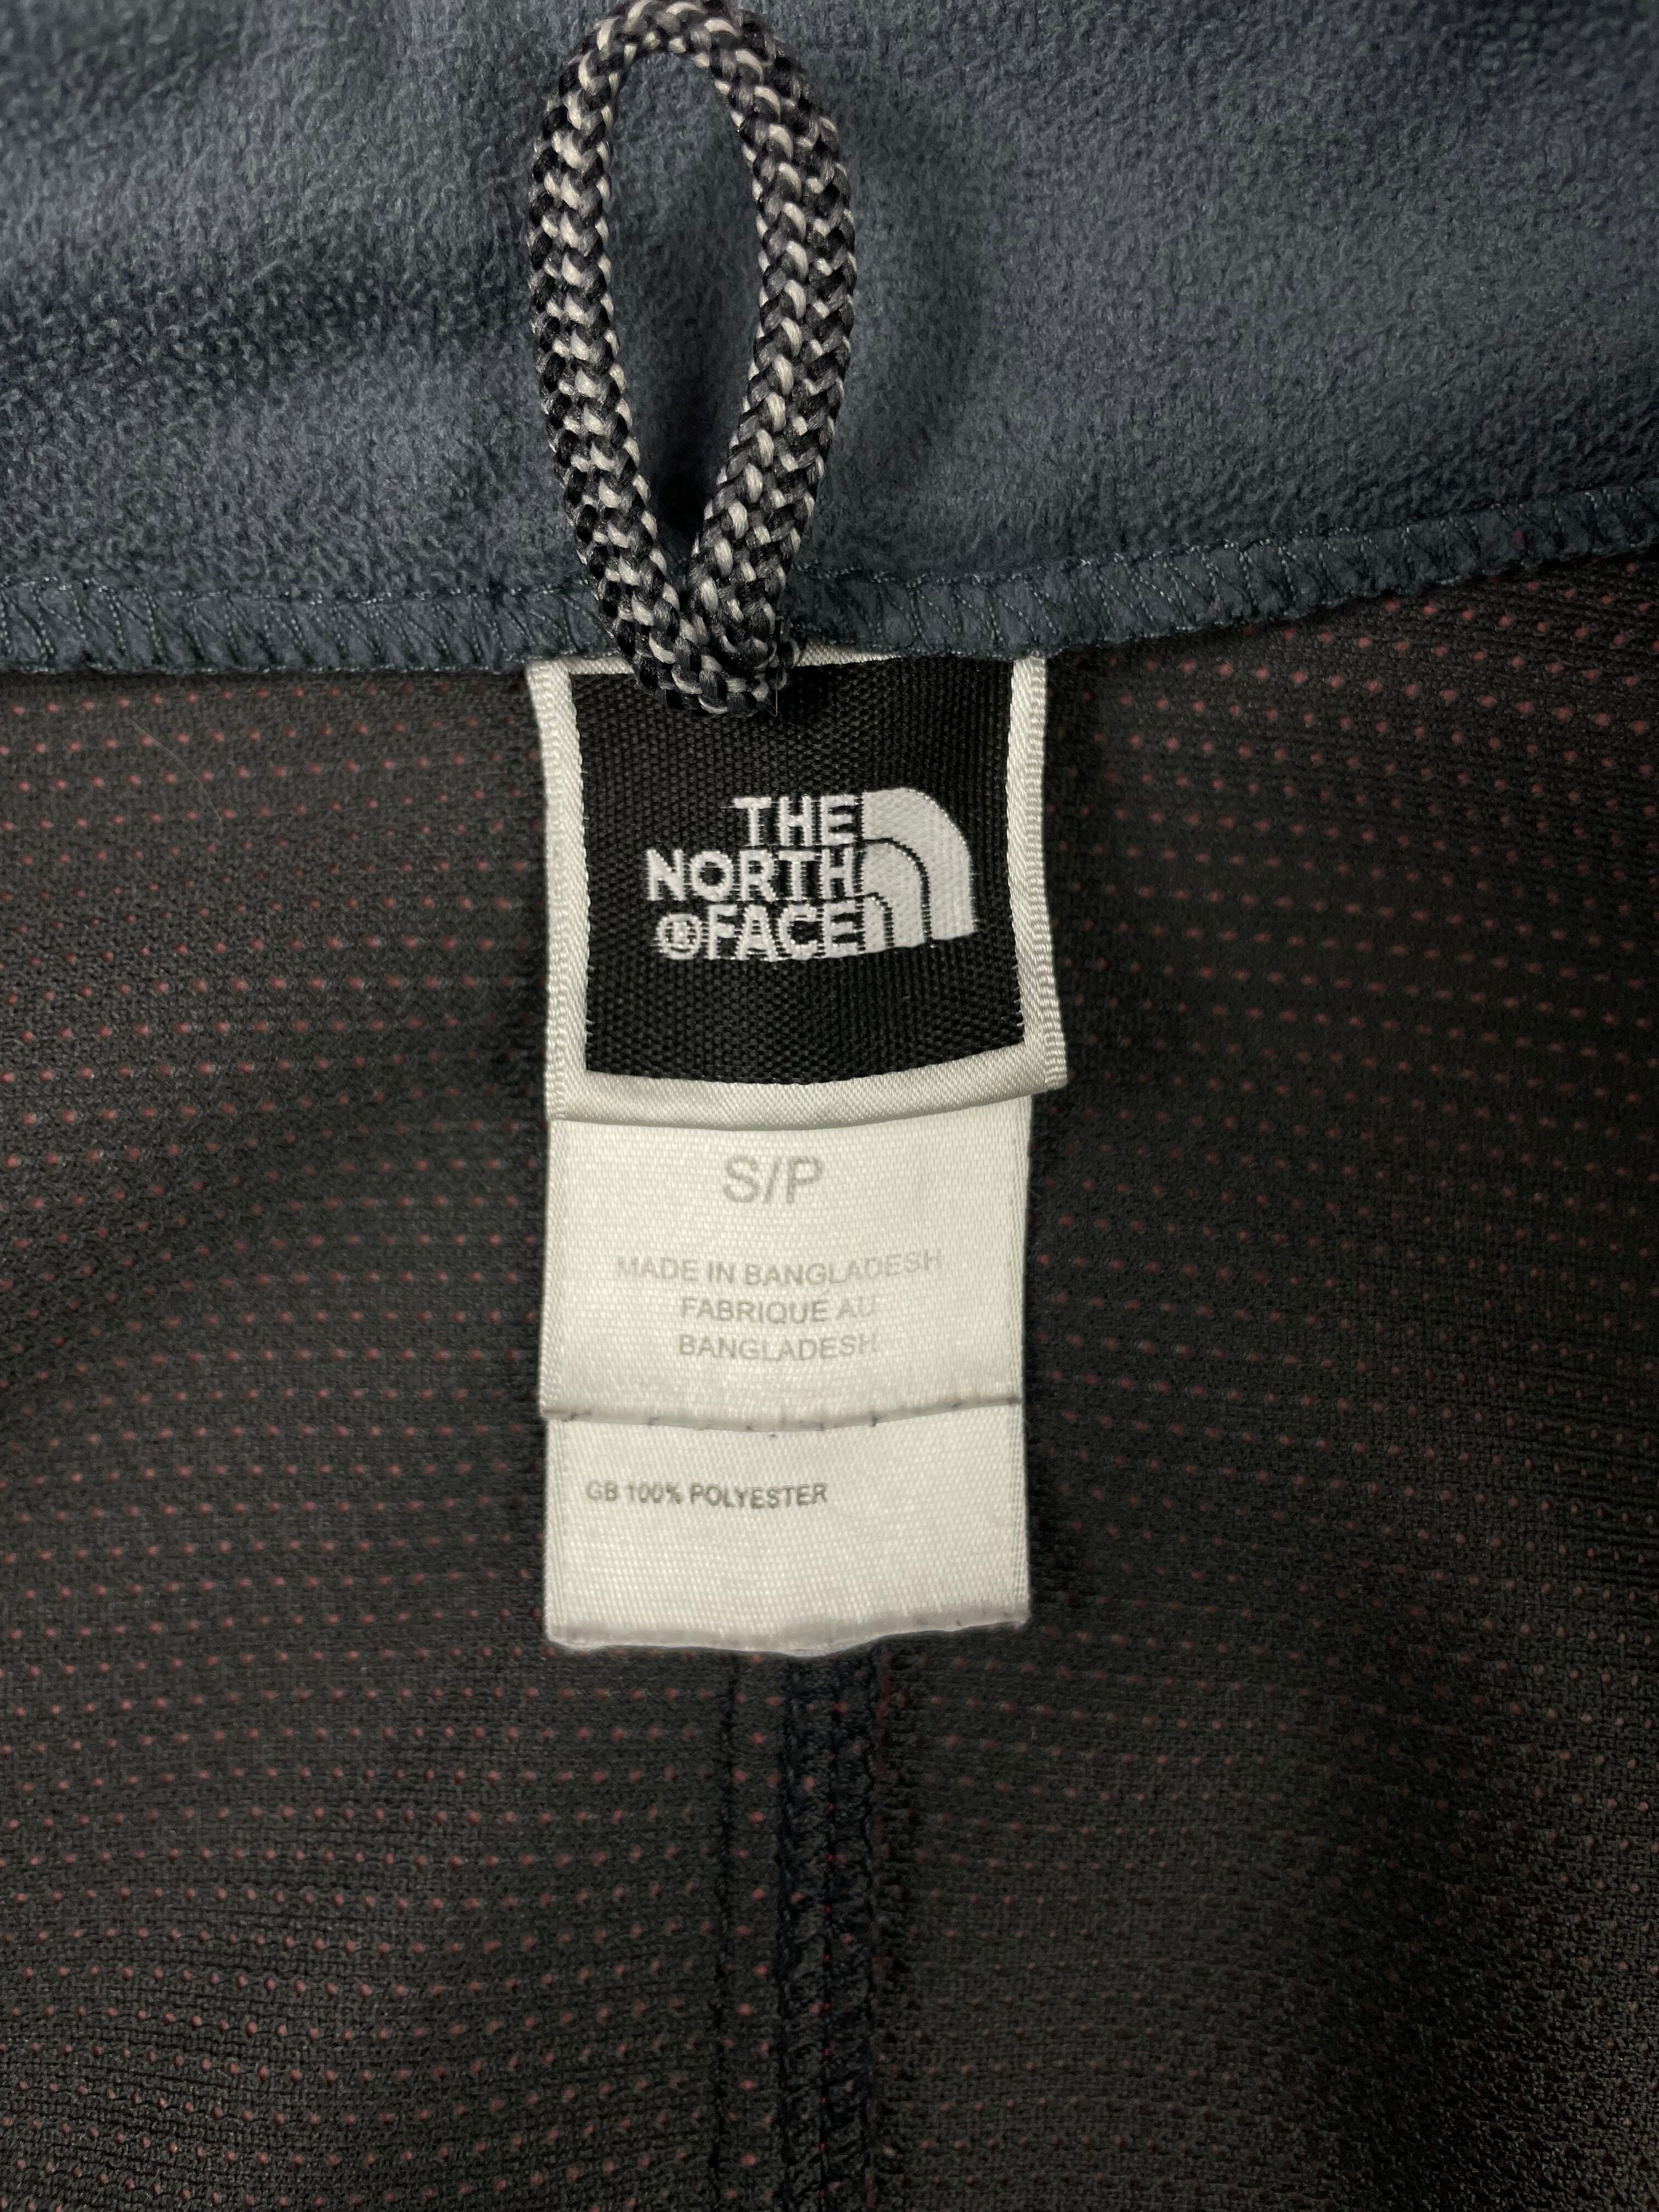 THE
NORTH
®FACE
S/P
MADE IN BANGLADESH
FABRIQUÉ AU
BANGLADESH
GB 100% POLYESTER